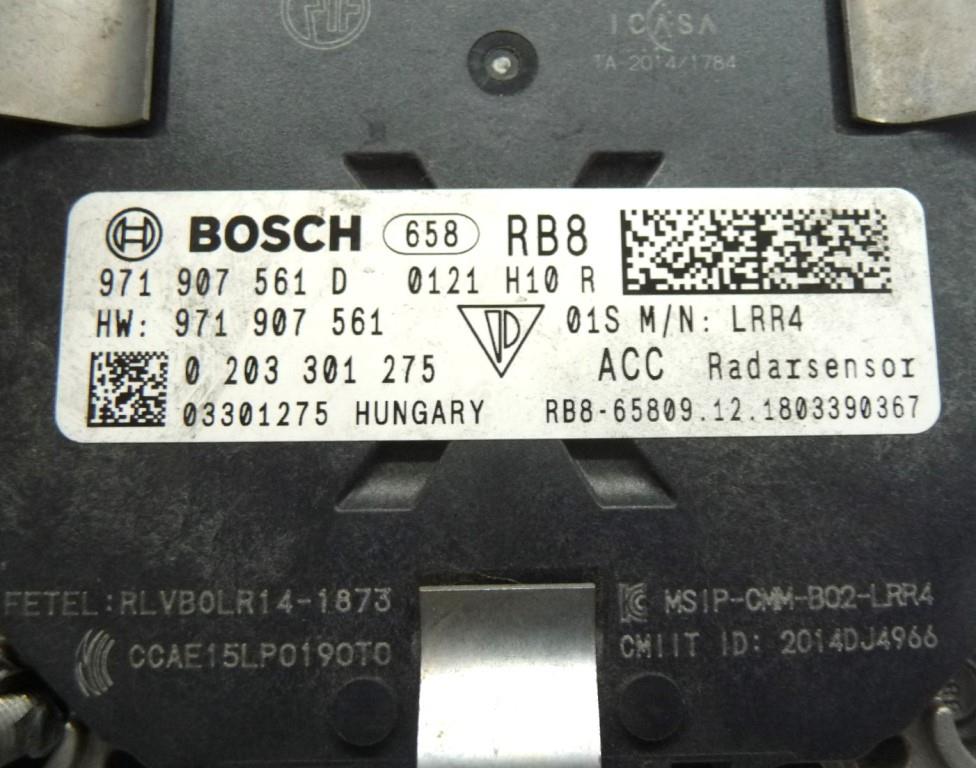 ICASA
TA-2014/1784
BOSCH 658 RB8
971 907 561 D 0121 H10 R
HW: 971 907 561 01S M/N: LRR4
0 203 301 275 ACC Radarsensor
03301275 HUNGARY RB8-65809.12.1803390367
IFETEL:RLVBOLR14-1873 MSIP-CMM-B02-LRR4
CCAE15LP0190T0 CMIIT ID: 2014DJ4966